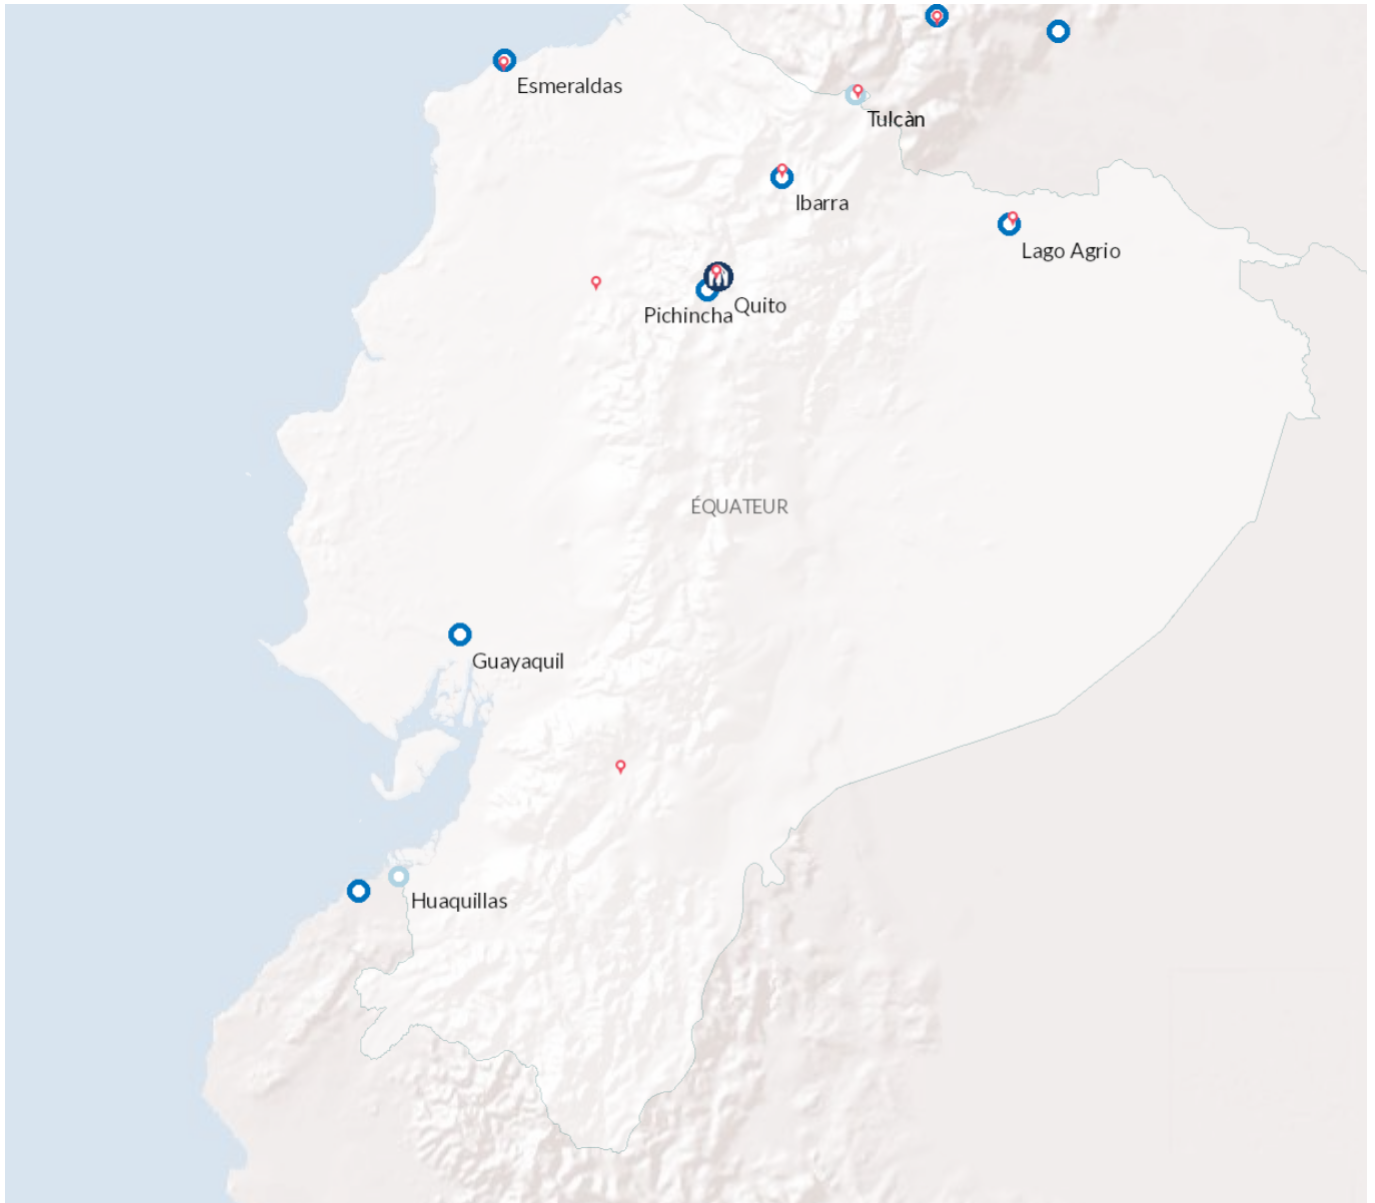 Esmeraldas
Tulcàn
Ibarra
Lago Agrio
Quito
Pichincha
ÉQUATEUR
Guayaquil
Huaquillas